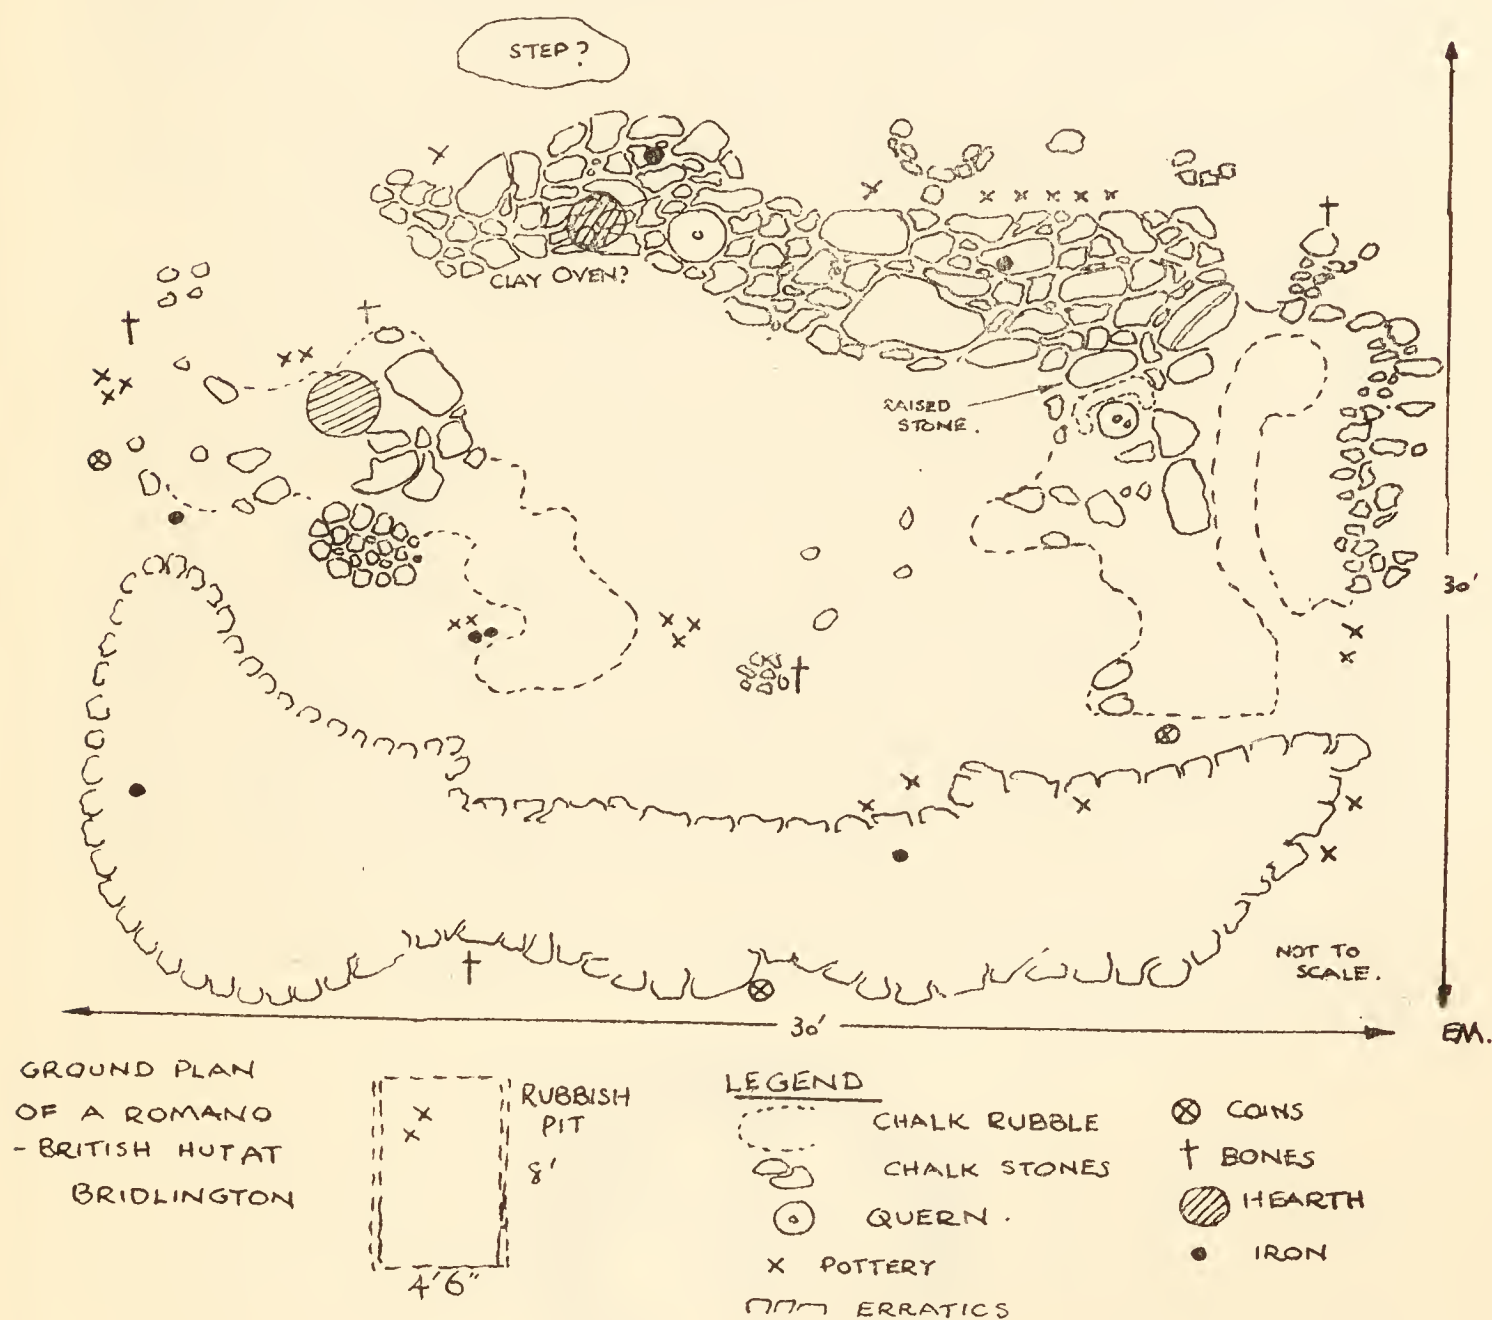 STEP?
CLAY OVEN?
RAISED
STONE.
30'
NOT TO
SCALE.
30'
EM.
GROUND PLAN
OF A ROMANO
- BRITISH HUT AT
BRIDLINGTON
RUBBISH
PIT
8'
4'6"
LEGEND
CHALK RUBBLE
CHALK STONES
QUERN.
POTTERY
ERRATICS
COINS
BONES
HEARTH
IRON